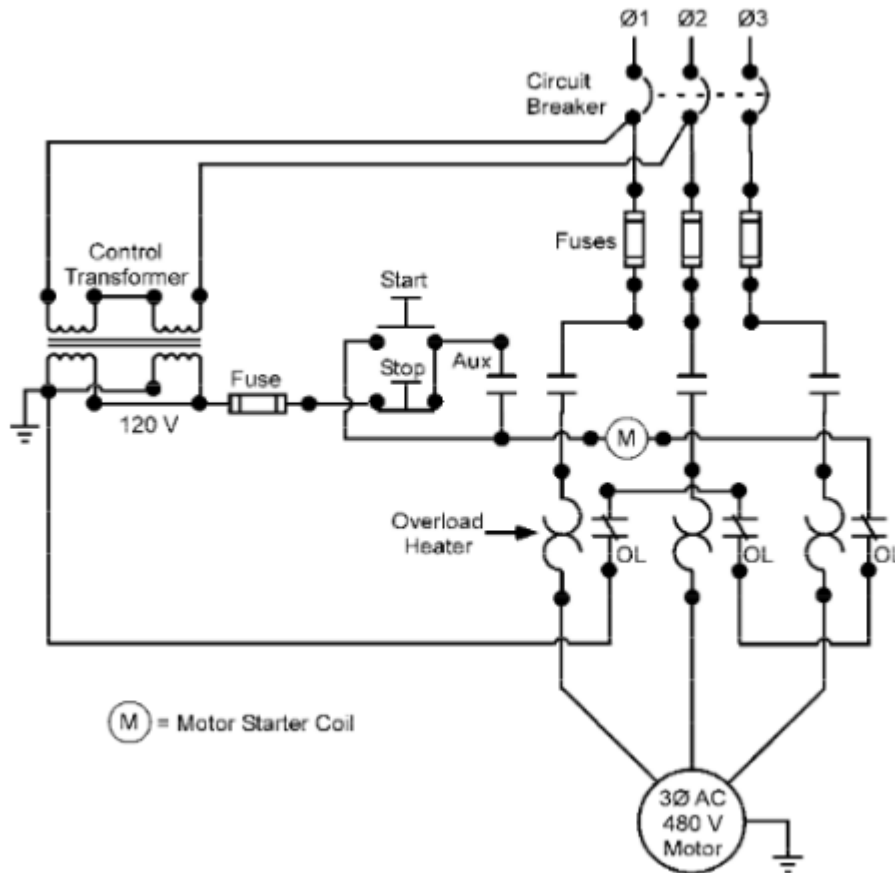 Ø1 Ø2 Ø3
Circuit
Breaker
Control
Transformer
Fuses
Start
Stop
Aux
Fuse
120 V
M
Overload
Heater
OL
OL
OL
M = Motor Starter Coil
3Ø AC
480 V
Motor